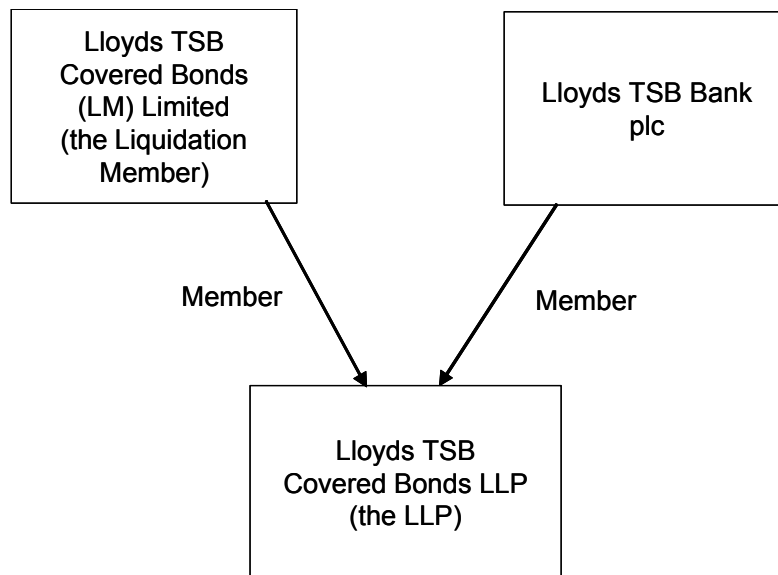 Lloyds TSB
Covered Bonds
(LM) Limited
(the Liquidation
Member)
Lloyds TSB Bank
plc
Member
Member
Lloyds TSB
Covered Bonds LLP
(the LLP)